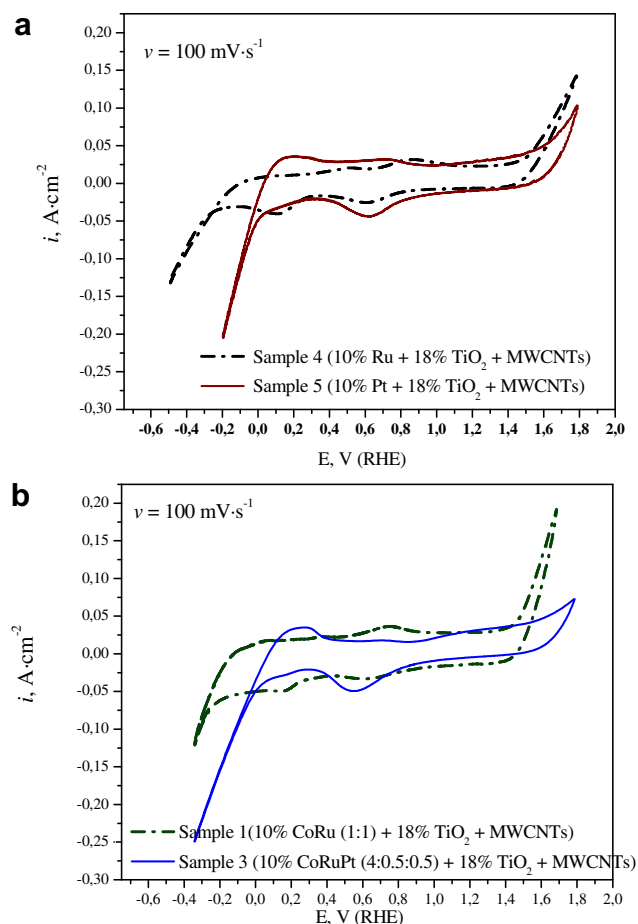 a
ν = 100 mV·s⁻¹
0,20
0,15
0,10
0,05
0,00
-0,05
-0,10
-0,15
-0,20
-0,25
-0,30
i, A·cm⁻²
Sample 4 (10% Ru + 18% TiO₂ + MWCNTs)
Sample 5 (10% Pt + 18% TiO₂ + MWCNTs)
-0,6 -0,4 -0,2 0,0 0,2 0,4 0,6 0,8 1,0 1,2 1,4 1,6 1,8 2,0
E, V (RHE)
b
ν = 100 mV·s⁻¹
0,20
0,15
0,10
0,05
0,00
-0,05
-0,10
-0,15
-0,20
-0,25
-0,30
i, A·cm⁻²
Sample 1(10% CoRu (1:1) + 18% TiO₂ + MWCNTs)
Sample 3 (10% CoRuPt (4:0.5:0.5) + 18% TiO₂ + MWCNTs)
-0,6 -0,4 -0,2 0,0 0,2 0,4 0,6 0,8 1,0 1,2 1,4 1,6 1,8 2,0
E, V (RHE)